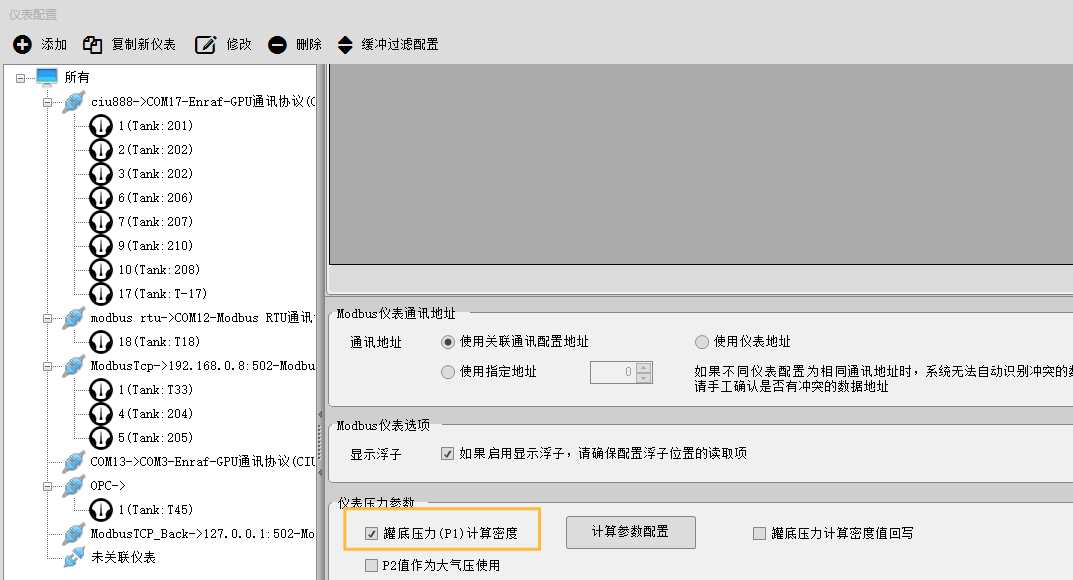 仪表配置
添加 复制新仪表 修改 删除 缓冲过滤配置
所有
ciu888->COM17-Enraf-GPU通讯协议(C
1(Tank:201)
2(Tank:202)
3(Tank:202)
6(Tank:206)
7(Tank:207)
9(Tank:210)
10(Tank:208)
17(Tank:T-17)
modbus rtu->COM12-Modbus RTU通讯
18(Tank:T18)
ModbusTcp->192.168.0.8:502-Modbu
1(Tank:T33)
4(Tank:204)
5(Tank:205)
COM13->COM3-Enraf-GPU通讯协议(CIU
OPC->
1(Tank:T45)
ModbusTCP_Back->127.0.0.1:502-Mo
未关联仪表
Modbus仪表通讯地址
通讯地址 使用关联通讯配置地址 使用仪表地址
使用指定地址 0 如果不同仪表配置为相同通讯地址时，系统无法自动识别冲突的数
请手工确认是否有冲突的数据地址
Modbus仪表选项
显示浮子 如果启用显示浮子，请确保配置浮子位置的读取项
仪表压力参数
罐底压力(P1)计算密度 计算参数配置 罐底压力计算密度值回写
P2值作为大气压使用